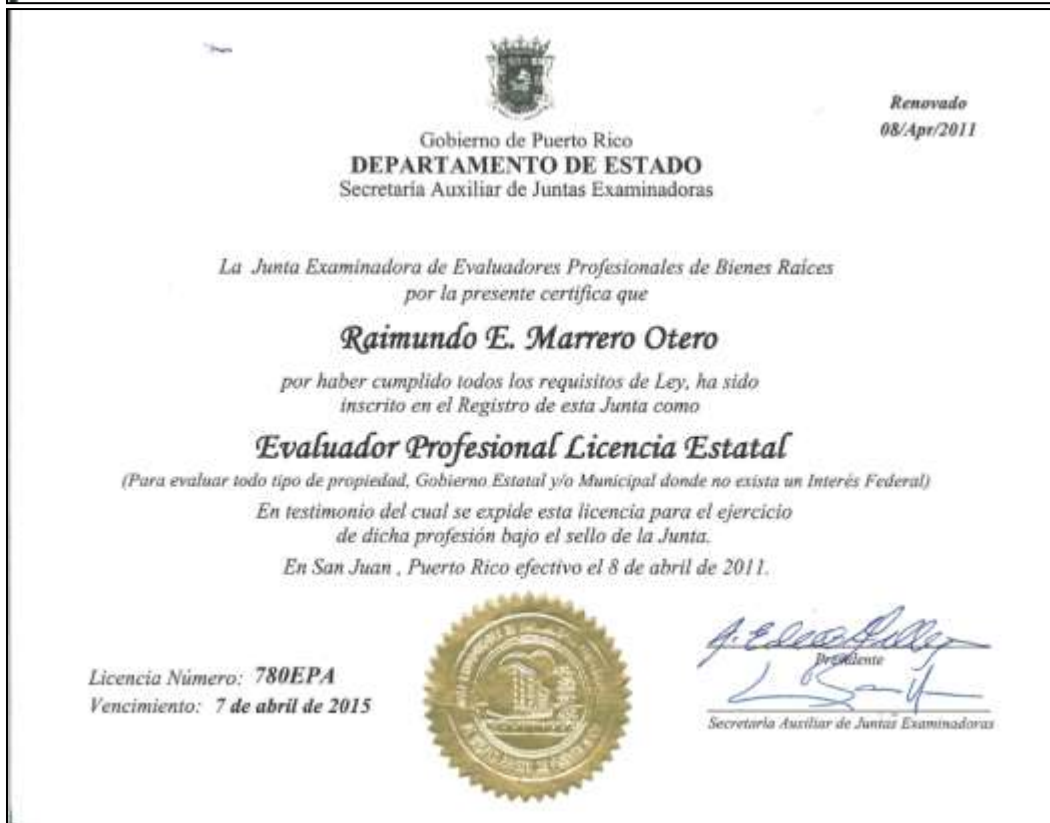 Renovado
08/Apr/2011
Gobierno de Puerto Rico
DEPARTAMENTO DE ESTADO
Secretaría Auxiliar de Juntas Examinadoras
La Junta Examinadora de Evaluadores Profesionales de Bienes Raíces
por la presente certifica que
Raimundo E. Marrero Otero
por haber cumplido todos los requisitos de Ley, ha sido
inscrito en el Registro de esta Junta como
Evaluador Profesional Licencia Estatal
(Para evaluar todo tipo de propiedad, Gobierno Estatal y/o Municipal donde no exista un Interés Federal)
En testimonio del cual se expide esta licencia para el ejercicio
de dicha profesión bajo el sello de la Junta.
En San Juan , Puerto Rico efectivo el 8 de abril de 2011.
Presidente
Licencia Número: 780EPA
Vencimiento: 7 de abril de 2015
Secretaría Auxiliar de Juntas Examinadoras